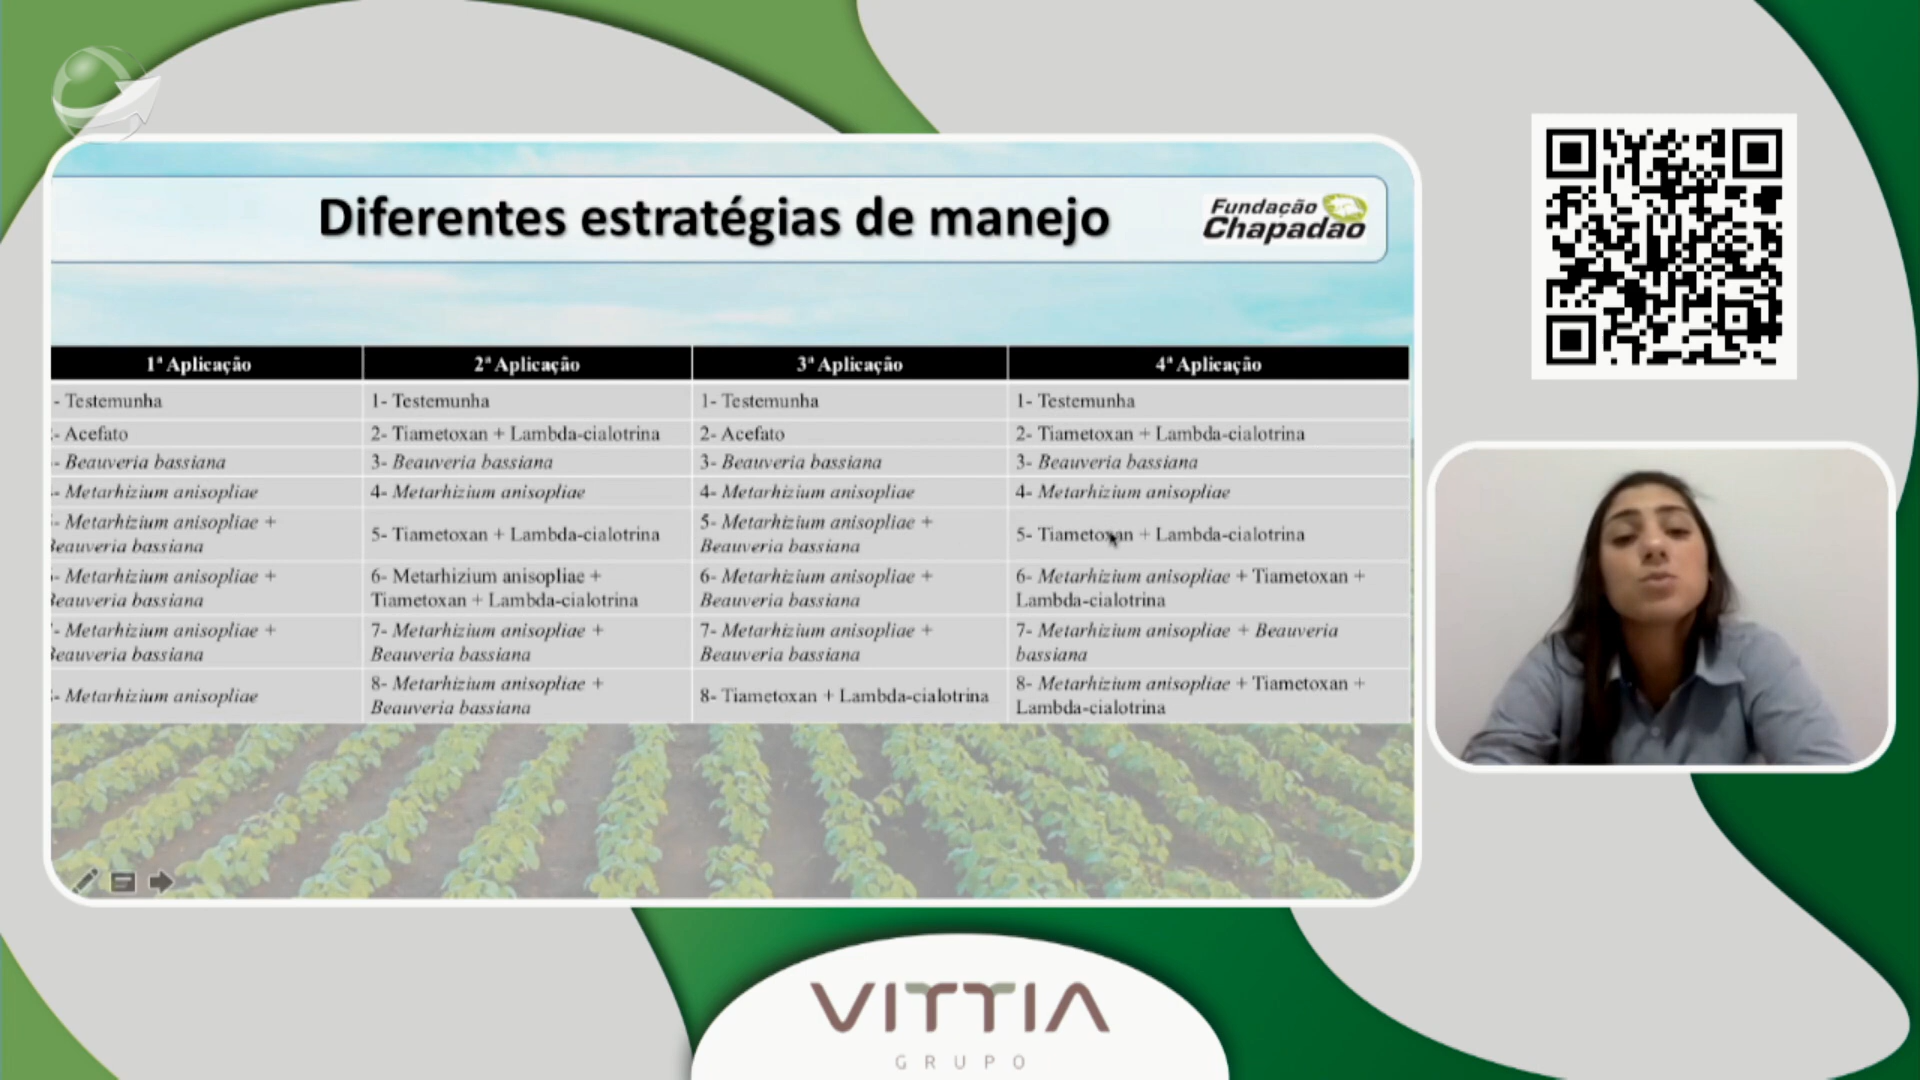 Diferentes estratégias de manejo
Fundação
Chapadão
1ª Aplicação 2ª Aplicação 3ª Aplicação 4ª Aplicação
- Testemunha 1- Testemunha 1- Testemunha 1- Testemunha
- Acefato 2- Tiametoxan + Lambda-cialotrina 2- Acefato 2- Tiametoxan + Lambda-cialotrina
- Beauveria bassiana 3- Beauveria bassiana 3- Beauveria bassiana 3- Beauveria bassiana
- Metarhizium anisopliae 4- Metarhizium anisopliae 4- Metarhizium anisopliae 4- Metarhizium anisopliae
- Metarhizium anisopliae +
Beauveria bassiana
5- Tiametoxan + Lambda-cialotrina
5- Metarhizium anisopliae +
Beauveria bassiana
5- Tiametoxan + Lambda-cialotrina
- Metarhizium anisopliae +
Beauveria bassiana
6- Metarhizium anisopliae +
Tiametoxan + Lambda-cialotrina
6- Metarhizium anisopliae +
Beauveria bassiana
6- Metarhizium anisopliae + Tiametoxan +
Lambda-cialotrina
- Metarhizium anisopliae +
Beauveria bassiana
7- Metarhizium anisopliae +
Beauveria bassiana
7- Metarhizium anisopliae +
Beauveria bassiana
7- Metarhizium anisopliae + Beauveria
bassiana
- Metarhizium anisopliae
8- Metarhizium anisopliae +
Beauveria bassiana
8- Tiametoxan + Lambda-cialotrina
8- Metarhizium anisopliae + Tiametoxan +
Lambda-cialotrina
VITTIA
GRUPO